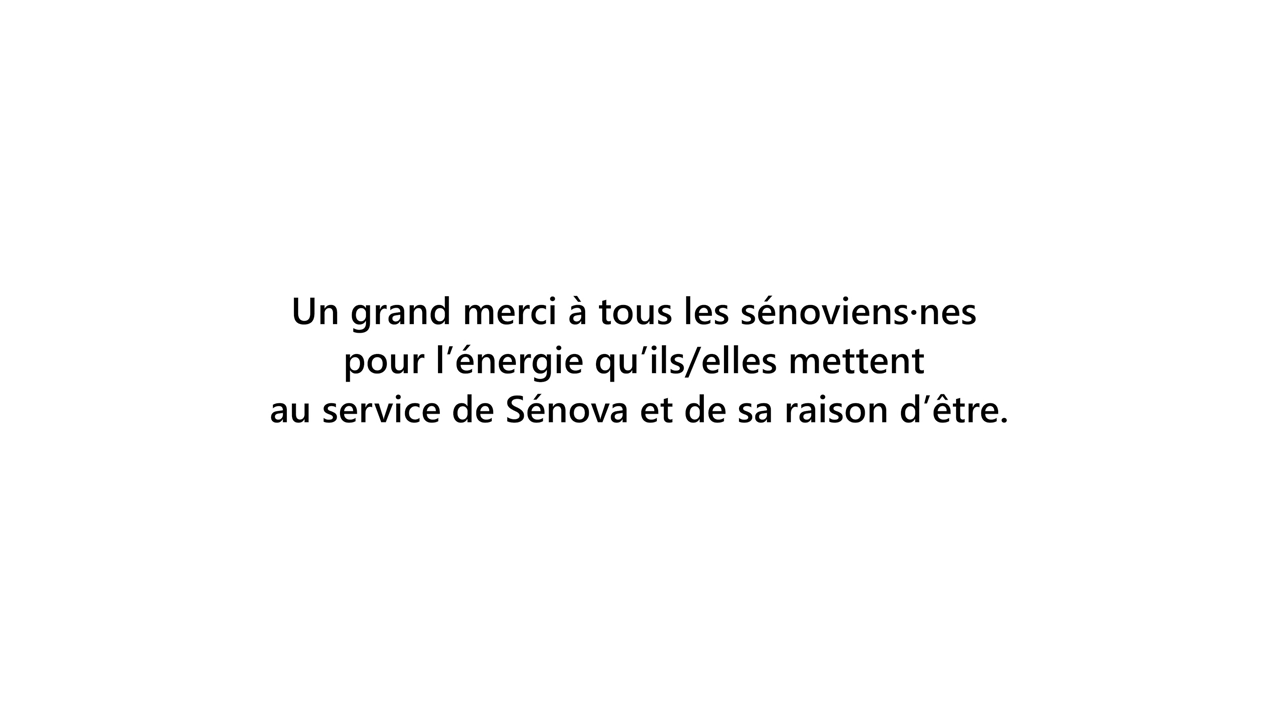 Un grand merci à tous les sénoviens·nes
pour l’énergie qu’ils/elles mettent
au service de Sénova et de sa raison d’être.